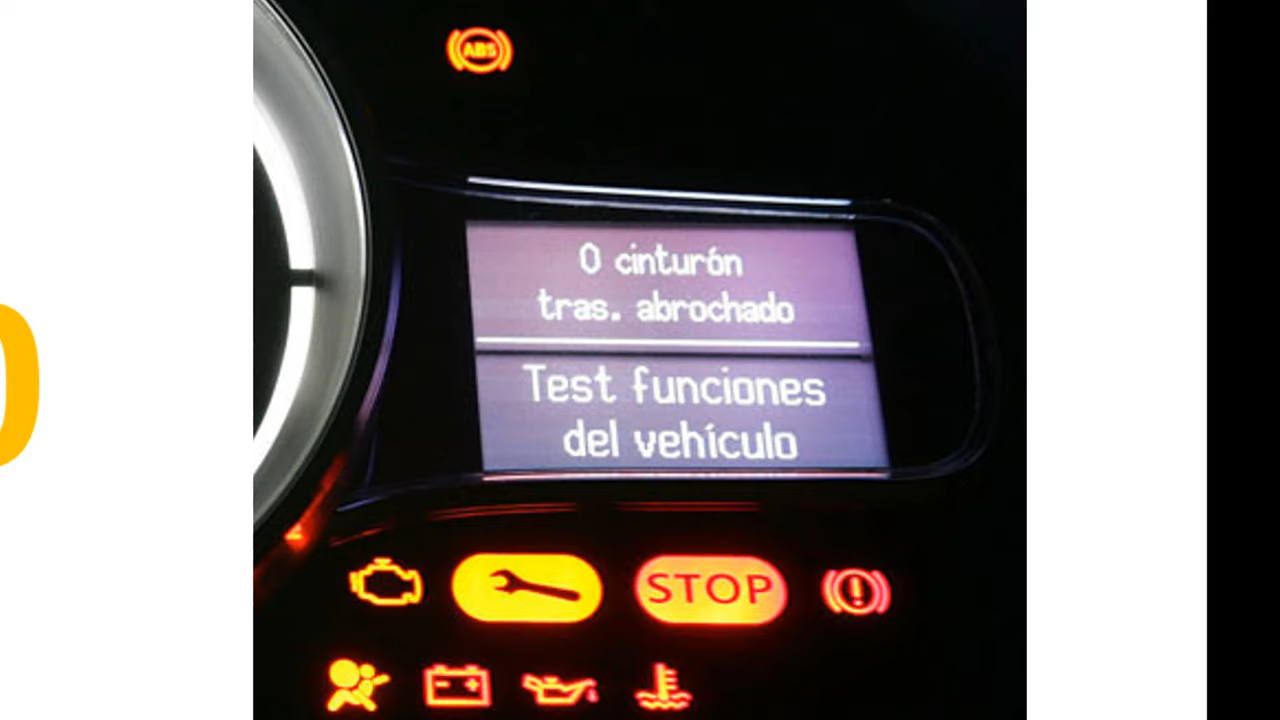 ABS
0 cinturón
tras. abrochado
Test funciones
del vehículo
STOP